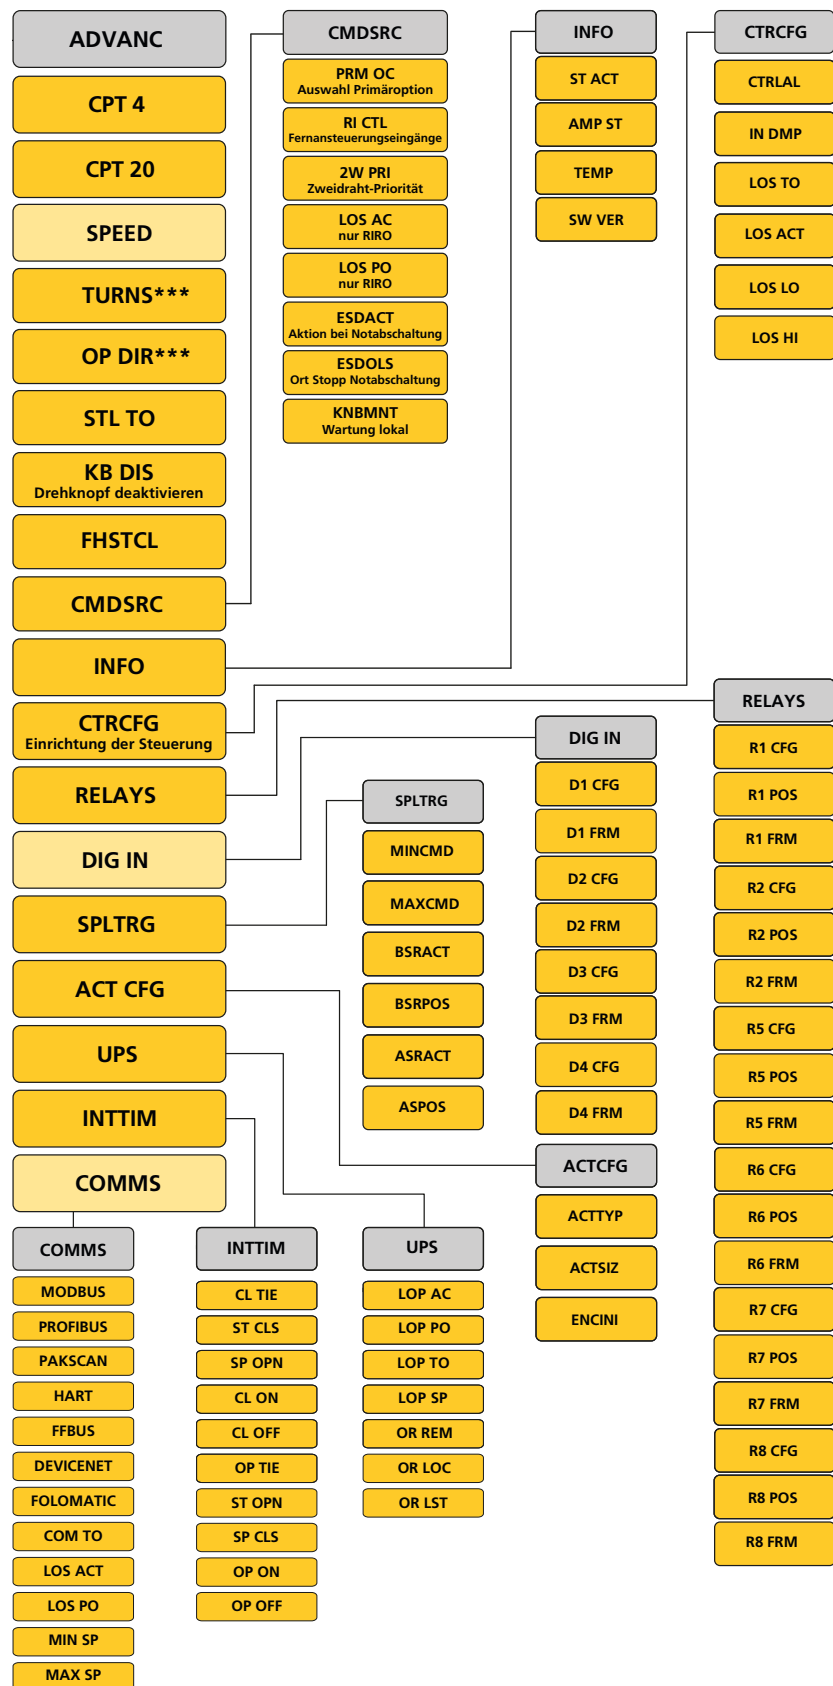 ADVANC
CPT 4
CPT 20
SPEED
TURNS***
OP DIR***
STL TO
KB DIS
Drehknopf deaktivieren
FHSTCL
CMDSRC
INFO
CTRCFG
Einrichtung der Steuerung
RELAYS
DIG IN
SPLTRG
ACT CFG
UPS
INTTIM
COMMS
CMDSRC
PRM OC
Auswahl Primäroption
RI CTL
Fernansteuerungseingänge
2W PRI
Zweidraht-Priorität
LOS AC
nur RIRO
LOS PO
nur RIRO
ESDACT
Aktion bei Notabschaltung
ESDOLS
Ort Stopp Notabschaltung
KNBMNT
Wartung lokal
INFO
ST ACT
AMP ST
TEMP
SW VER
CTRCFG
CTRLAL
IN DMP
LOS TO
LOS ACT
LOS LO
LOS HI
RELAYS
R1 CFG
R1 POS
R1 FRM
R2 CFG
R2 POS
R2 FRM
R5 CFG
R5 POS
R5 FRM
R6 CFG
R6 POS
R6 FRM
R7 CFG
R7 POS
R7 FRM
R8 CFG
R8 POS
R8 FRM
DIG IN
D1 CFG
D1 FRM
D2 CFG
D2 FRM
D3 CFG
D3 FRM
D4 CFG
D4 FRM
SPLTRG
MINCMD
MAXCMD
BSRACT
BSRPOS
ASRACT
ASPOS
ACTCFG
ACTTYP
ACTSIZ
ENCINI
COMMS
MODBUS
PROFIBUS
PAKSCAN
HART
FFBUS
DEVICENET
FOLOMATIC
COM TO
LOS ACT
LOS PO
MIN SP
MAX SP
INTTIM
CL TIE
ST CLS
SP OPN
CL ON
CL OFF
OP TIE
ST OPN
SP CLS
OP ON
OP OFF
UPS
LOP AC
LOP PO
LOP TO
LOP SP
OR REM
OR LOC
OR LST